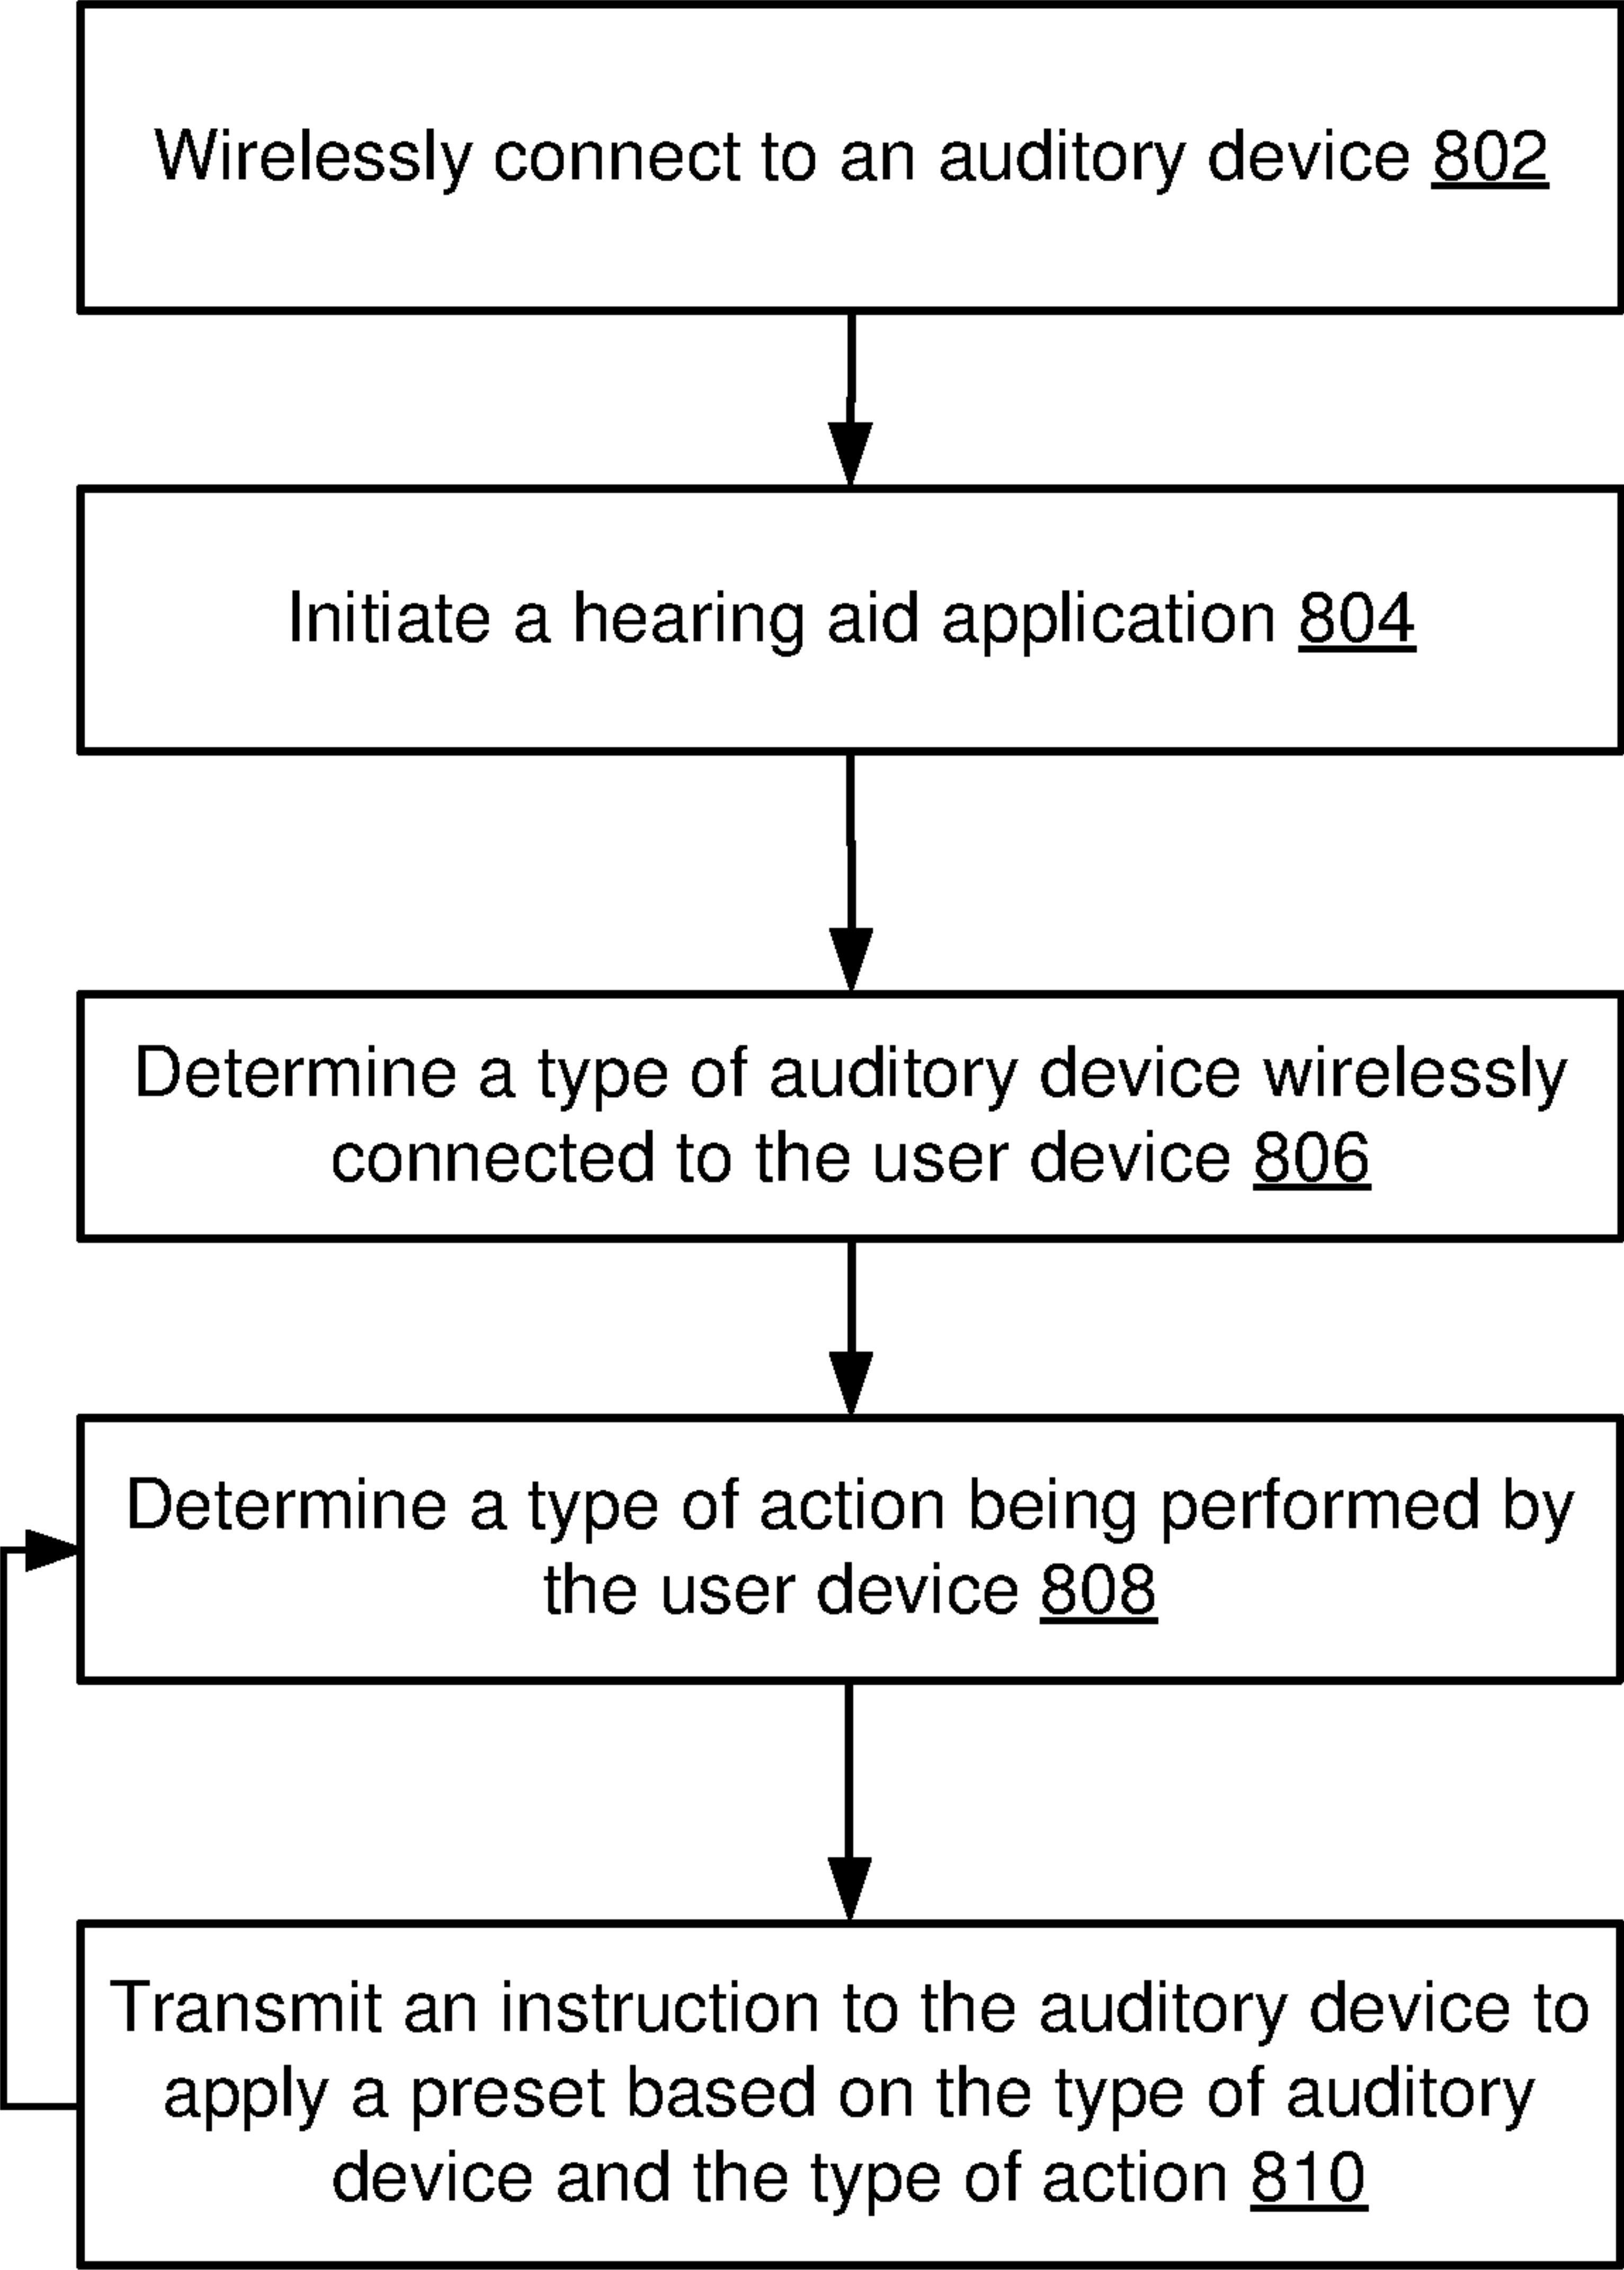 Wirelessly connect to an auditory device 802
Initiate a hearing aid application 804
Determine a type of auditory device wirelessly
connected to the user device 806
Determine a type of action being performed by
the user device 808
Transmit an instruction to the auditory device to
apply a preset based on the type of auditory
device and the type of action 810